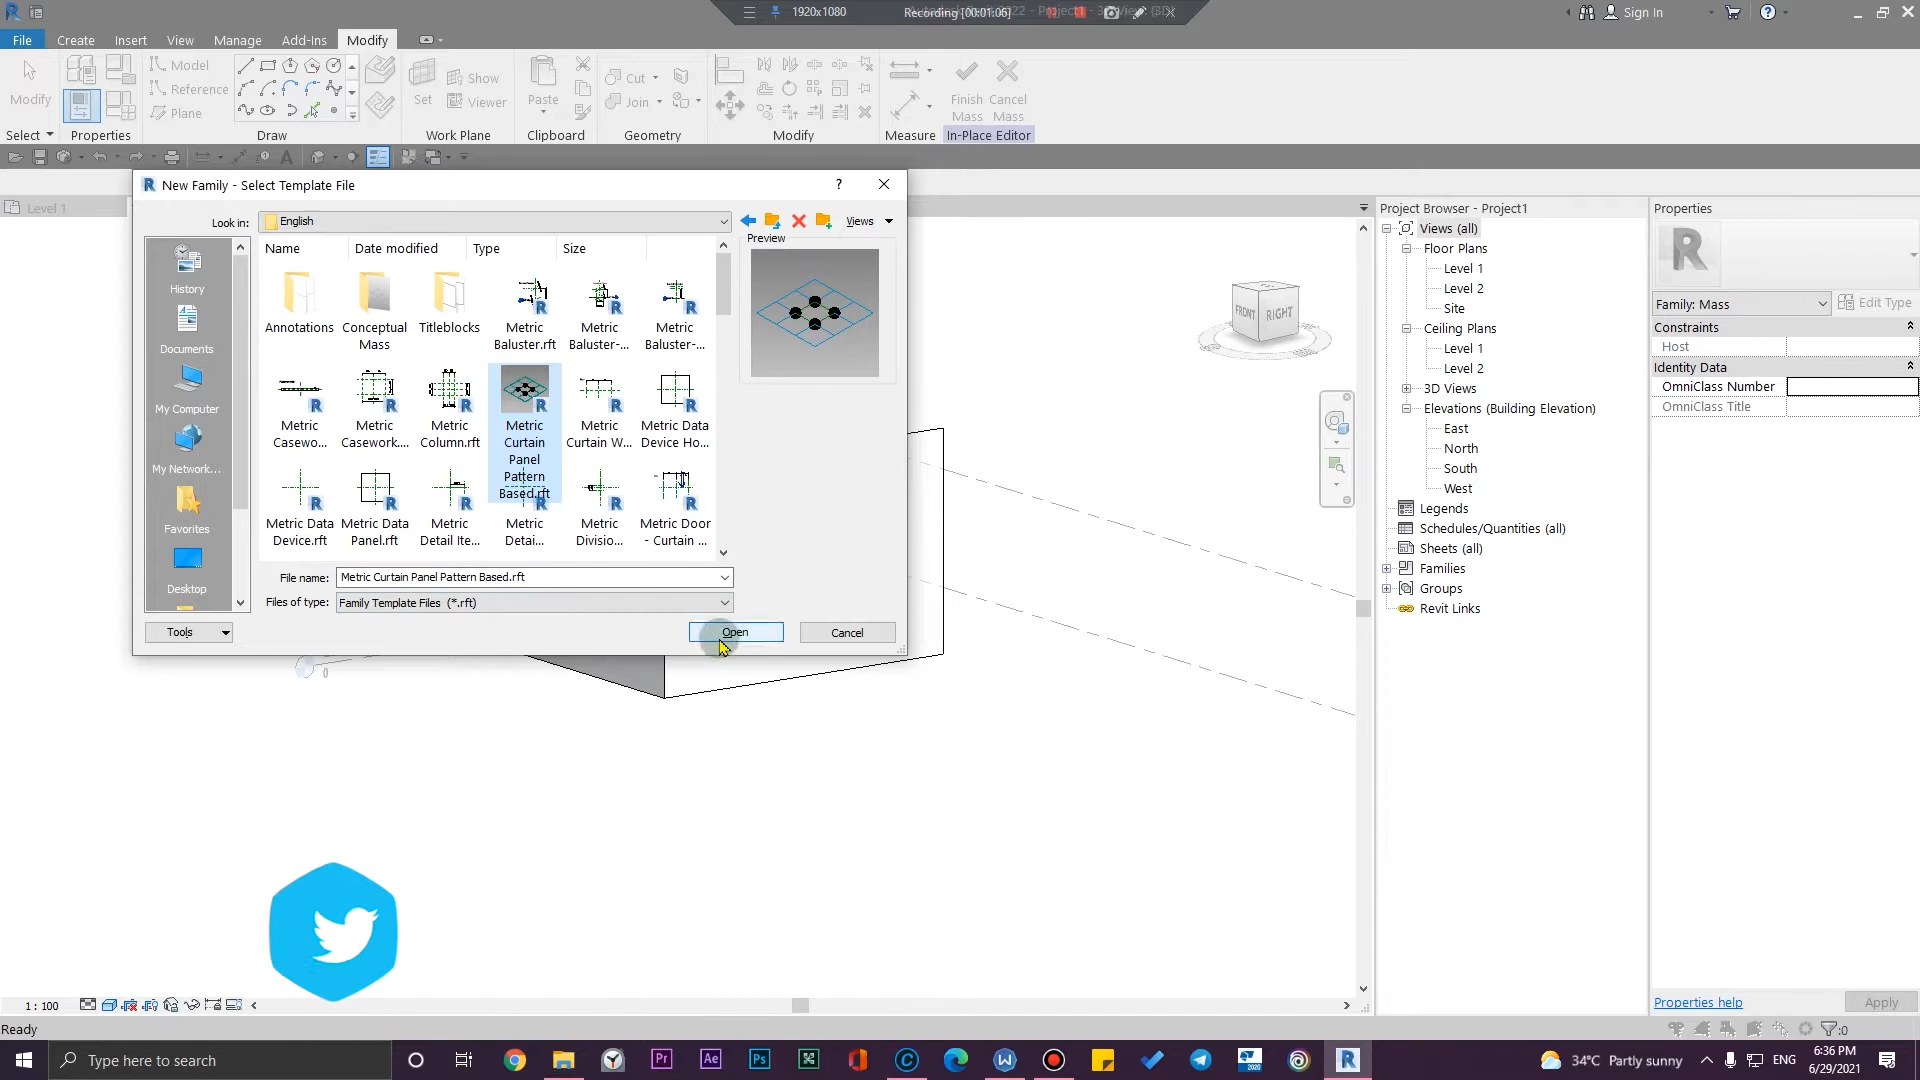 1920x1080
Recording [00:01:06]
Sign In
File
Create
Insert
View
Manage
Add-Ins
Modify
Modify
Select
Properties
Model
Reference
Plane
Draw
Set
Show
Viewer
Work Plane
Paste
Clipboard
Cut
Join
Geometry
Modify
Measure
Finish Mass
Cancel Mass
In-Place Editor
Level 1
New Family - Select Template File
?
Look in:
English
Views
Name
Date modified
Type
Size
Preview
History
Documents
My Computer
My Network...
Favorites
Desktop
Annotations
Conceptual Mass
Titleblocks
Metric Baluster.rft
Metric Baluster-...
Metric Baluster-...
Metric Casewo...
Metric Casework....
Metric Column.rft
Metric Curtain Panel Pattern Based.rft
Metric Curtain W...
Metric Data Device Ho...
Metric Data Device.rft
Metric Data Panel.rft
Metric Detail Ite...
Metric Detai...
Metric Divisio...
Metric Door - Curtain ...
File name:
Metric Curtain Panel Pattern Based.rft
Files of type:
Family Template Files (*.rft)
Tools
Open
Cancel
0
FRONT
RIGHT
Project Browser - Project1
Views (all)
Floor Plans
Level 1
Level 2
Site
Ceiling Plans
Level 1
Level 2
3D Views
Elevations (Building Elevation)
East
North
South
West
Legends
Schedules/Quantities (all)
Sheets (all)
Families
Groups
Revit Links
Properties
R
Family: Mass
Edit Type
Constraints
Host
Identity Data
OmniClass Number
OmniClass Title
Properties help
Apply
1 : 100
Ready
:0
Type here to search
Pr
Ae
Ps
2020
R
34°C Partly sunny
ENG
6:36 PM
6/29/2021